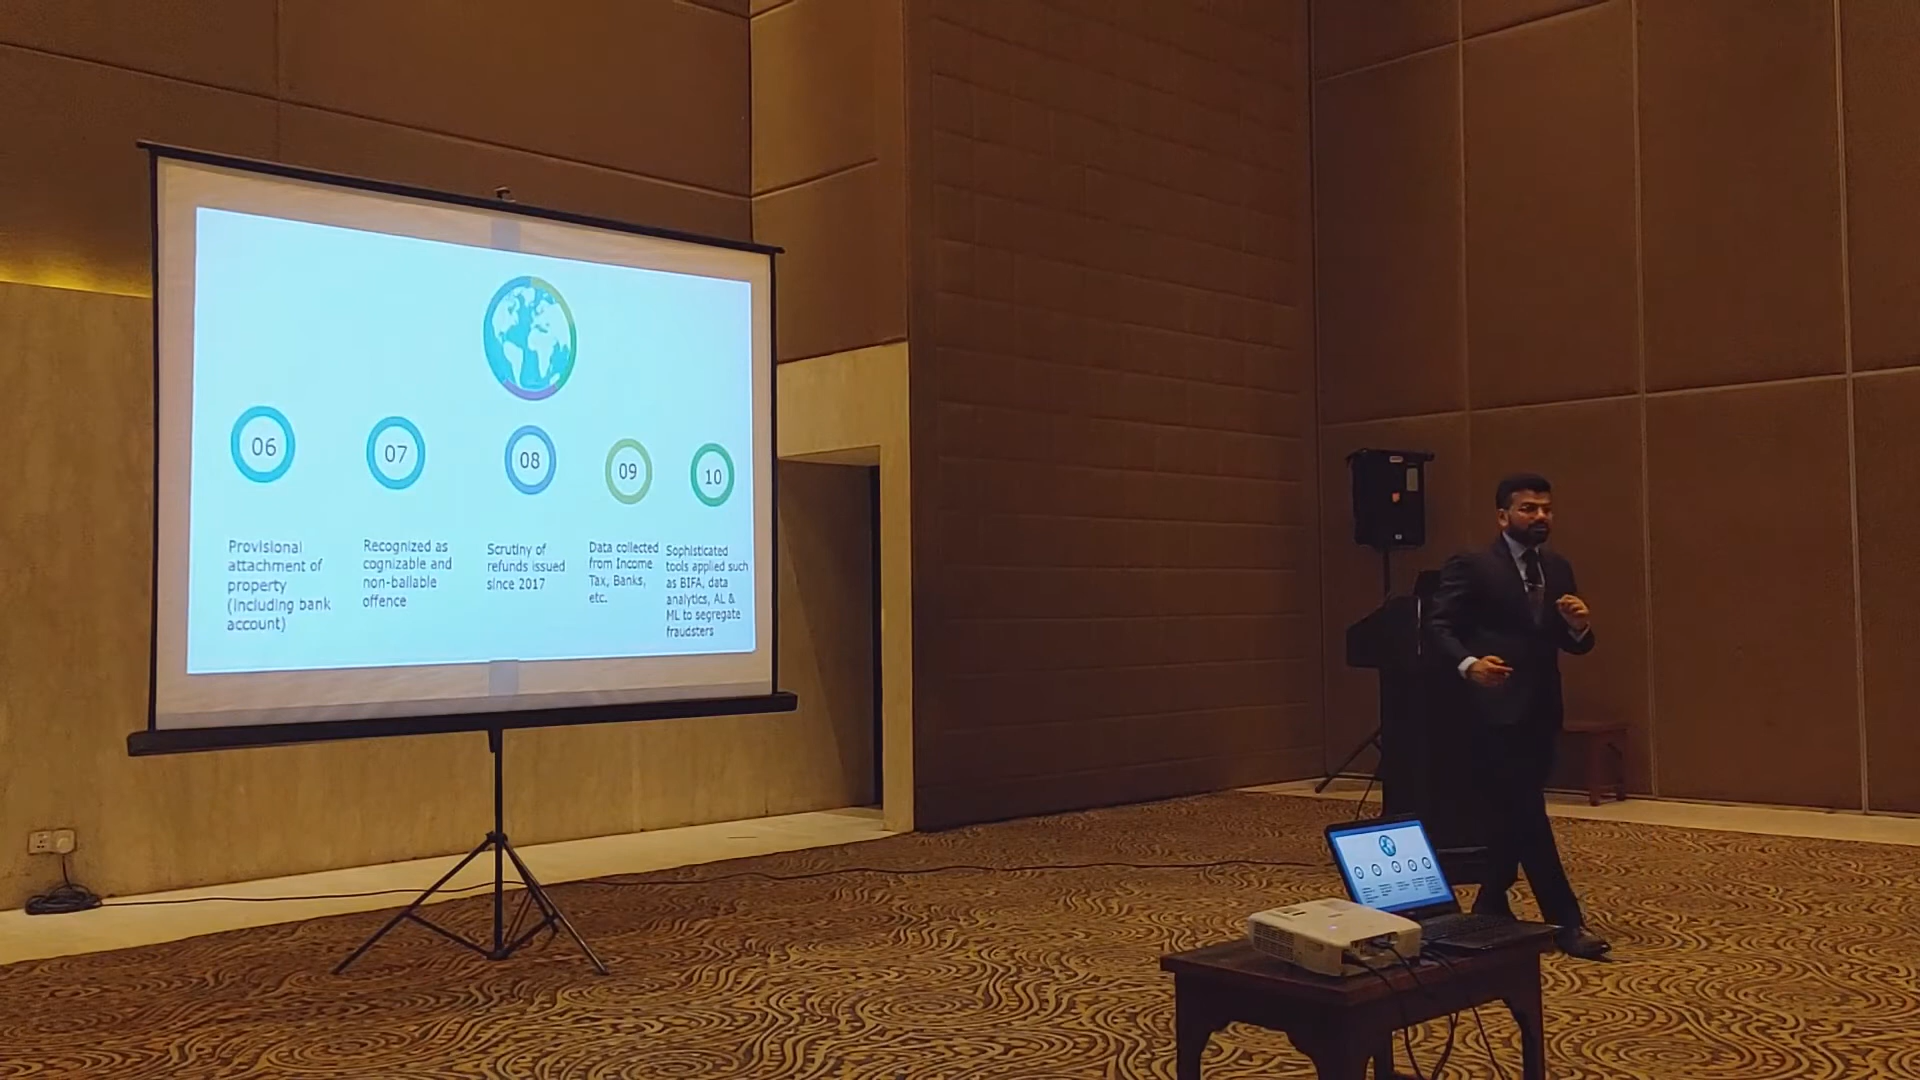 06
07
08
09
10
Provisional
attachment of
property
(including bank
account)
Recognized as
cognizable and
non-bailable
offence
Scrutiny of
refunds issued
since 2017
Data collected
from Income
Tax, Banks,
etc.
Sophisticated
tools applied such
as BIFA, data
analytics, AL &
ML to segregate
fraudsters